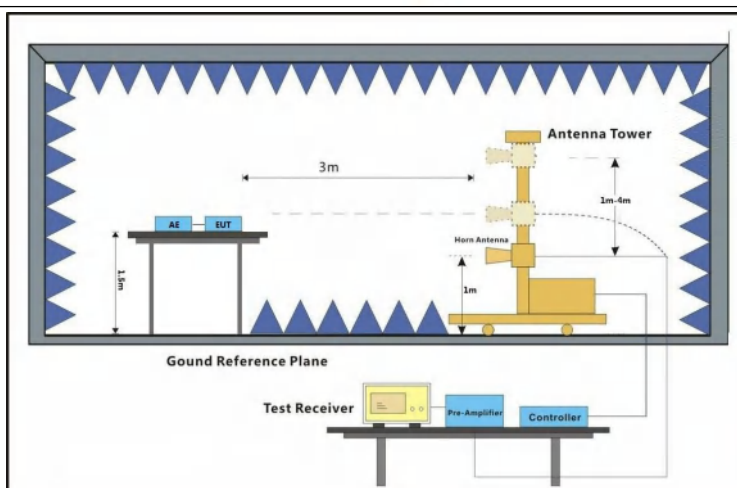 Antenna Tower
3m
1m-4m
AE
EUT
Horn Antenna
1.5m
1m
Gound Reference Plane
Test Receiver
Pre-Amplifier
Controller